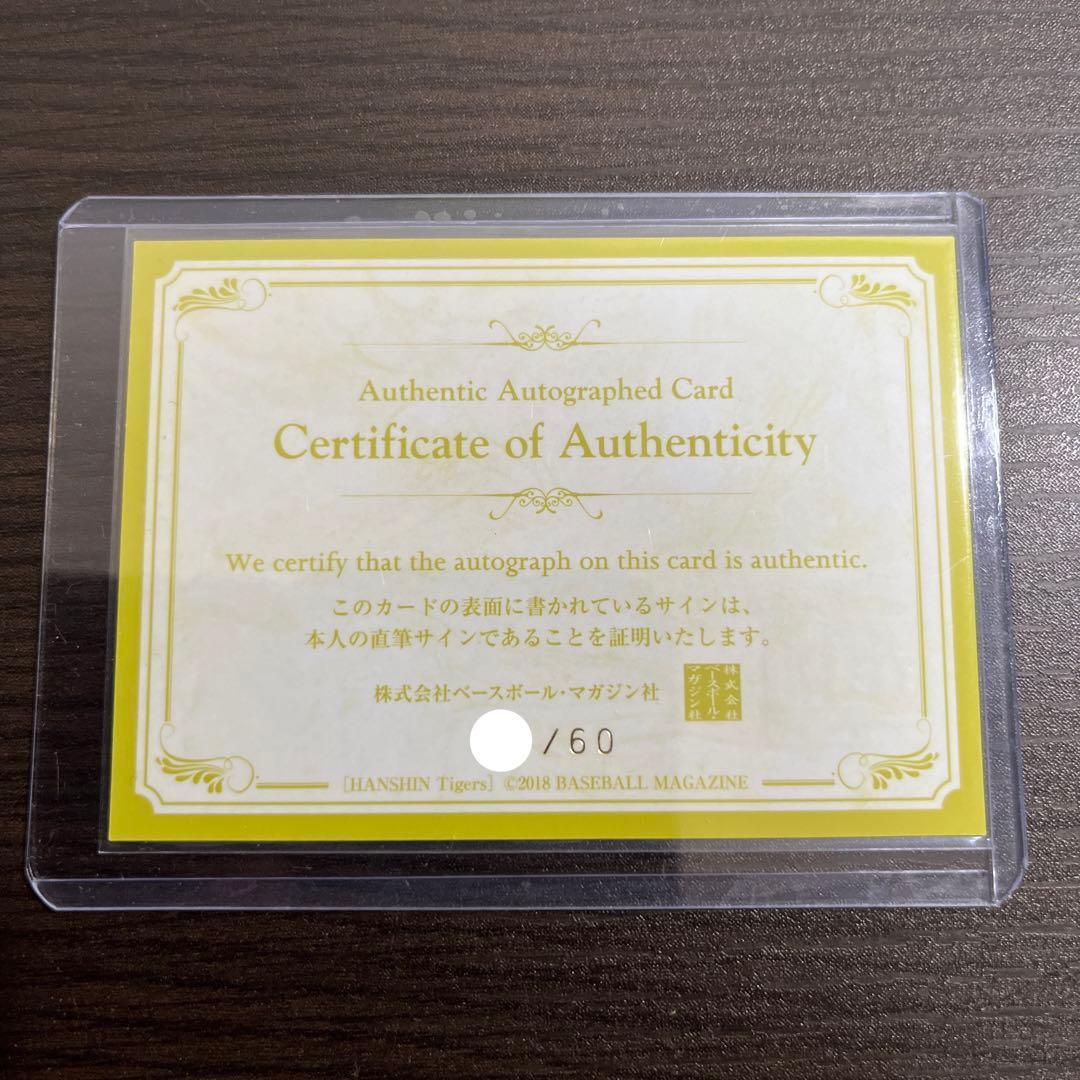 Authentic Autographed Card
Certificate of Authenticity
We certify that the autograph on this card is authentic.
このカードの表面に書かれているサインは、
本人の直筆サインであることを証明いたします。
株式会社ベースボール・マガジン社
株式会社
ベースボール・
マガジン社
/60
[HANSHIN Tigers] ©2018 BASEBALL MAGAZINE